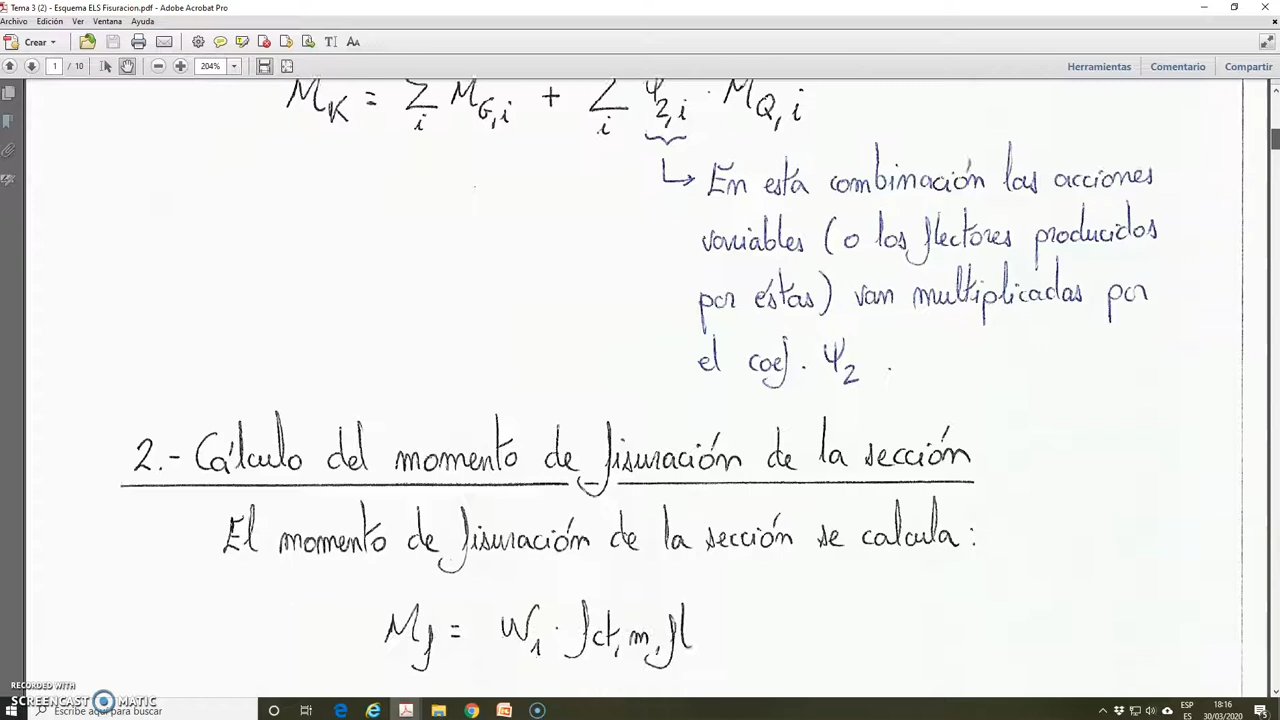 Tema 3 (2) - Esquema ELS Fisuracion.pdf - Adobe Acrobat Pro
Archivo Edición Ver Ventana Ayuda
Crear
1 / 10 204% Herramientas Comentario Compartir
M_K = Σ_i M_G,i + Σ_i Ψ_2,i · M_Q,i
En está combinación las acciones
variables (o los flectores producidos
por éstas) van multiplicadas por
el coef. Ψ_2.
2.- Cálculo del momento de fisuración de la sección
El momento de fisuración de la sección se calcula:
M_f = W_1 · f_ct,m,fl
RECORDED WITH
SCREENCAST MATIC
Escribe aquí para buscar
ESP 18:16
ES 30/03/2020